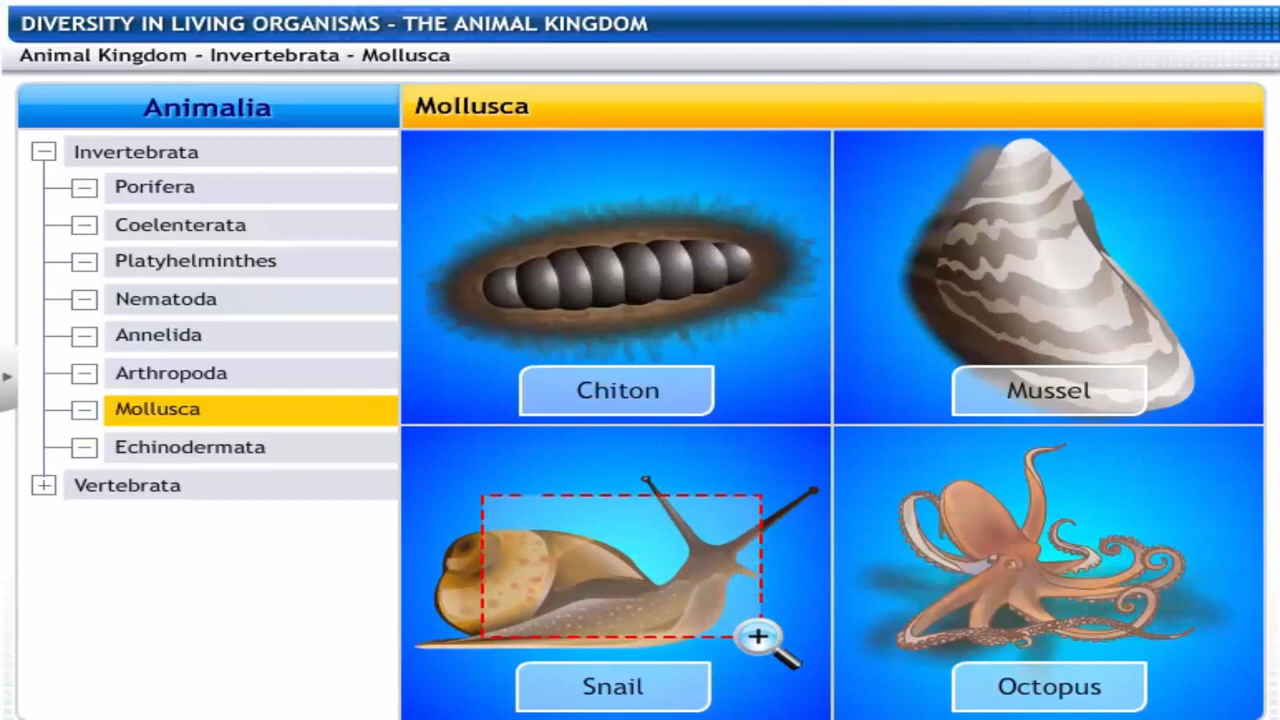 DIVERSITY IN LIVING ORGANISMS - THE ANIMAL KINGDOM
Animal Kingdom - Invertebrata - Mollusca
Animalia
Invertebrata
Porifera
Coelenterata
Platyhelminthes
Nematoda
Annelida
Arthropoda
Mollusca
Echinodermata
Vertebrata
Mollusca
Chiton
Mussel
Snail
Octopus